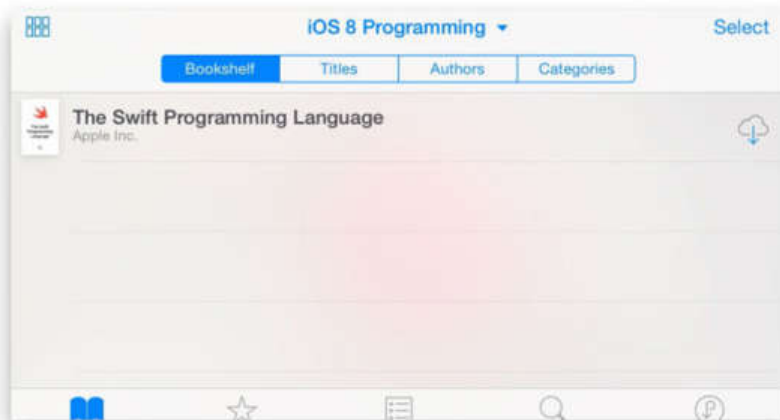 iOS 8 Programming
Select
Bookshelf
Titles
Authors
Categories
The Swift Programming Language
Apple Inc.